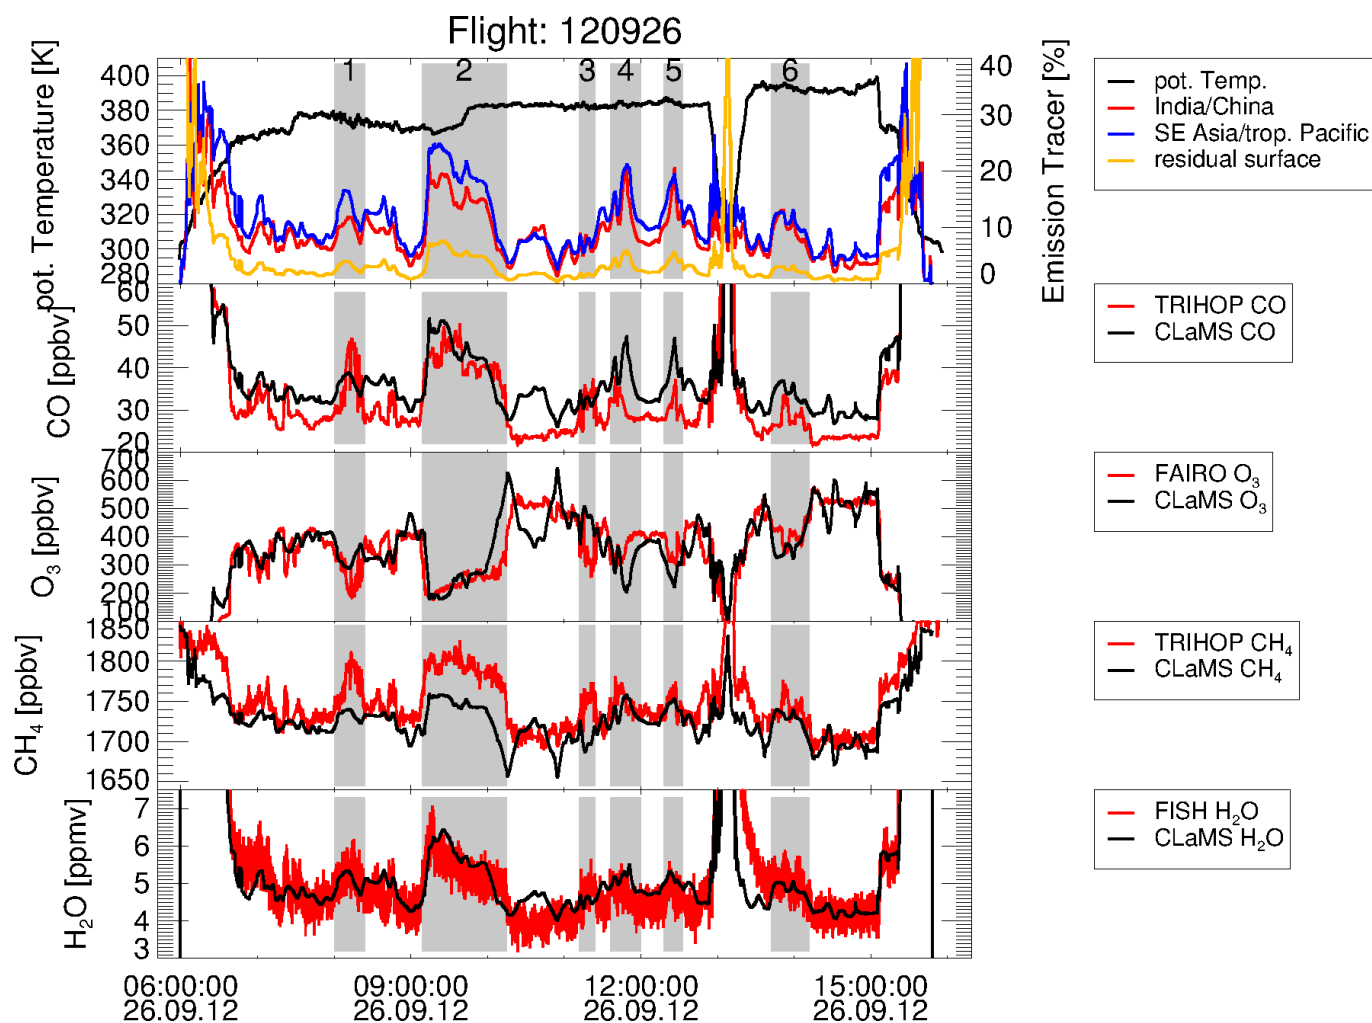 Flight: 120926
pot. Temperature [K]
400
380
360
340
320
300
280
1
2
3
4
5
6
40
30
20
10
0
Emission Tracer [%]
pot. Temp.
India/China
SE Asia/trop. Pacific
residual surface
CO [ppbv]
60
50
40
30
20
TRIHOP CO
CLaMS CO
O3 [ppbv]
700
600
500
400
300
200
100
FAIRO O3
CLaMS O3
CH4 [ppbv]
1850
1800
1750
1700
1650
TRIHOP CH4
CLaMS CH4
H2O [ppmv]
7
6
5
4
3
FISH H2O
CLaMS H2O
06:00:00 09:00:00 12:00:00 15:00:00
26.09.12 26.09.12 26.09.12 26.09.12